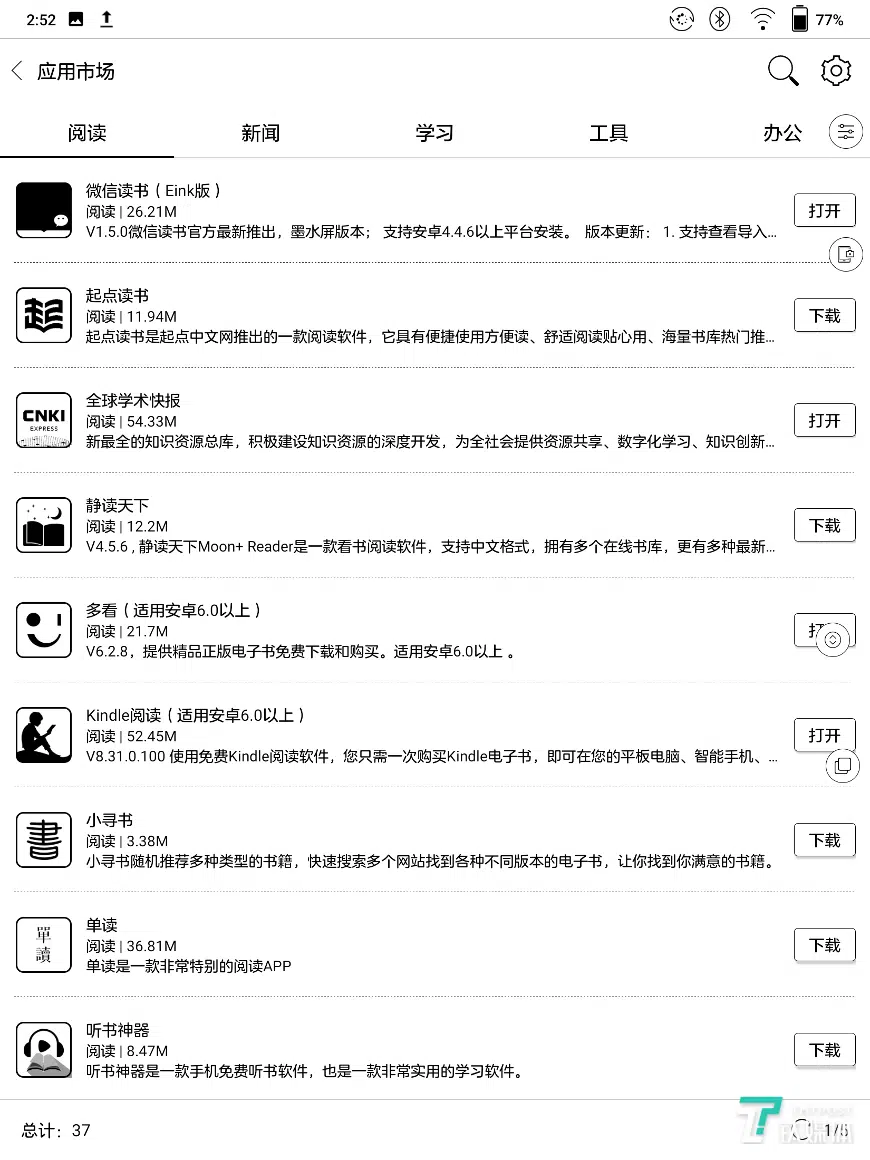 2:52
77%
应用市场
阅读 新闻 学习 工具 办公
微信读书（Eink版）
阅读 | 26.21M
V1.5.0微信读书官方最新推出，墨水屏版本； 支持安卓4.4.6以上平台安装。 版本更新： 1. 支持查看导入...
打开
起点读书
阅读 | 11.94M
起点读书是起点中文网推出的一款阅读软件，它具有便捷使用方便读、舒适阅读贴心用、海量书库热门推...
下载
CNKI
EXPRESS
全球学术快报
阅读 | 54.33M
新最全的知识资源总库，积极建设知识资源的深度开发，为全社会提供资源共享、数字化学习、知识创新...
打开
静读天下
阅读 | 12.2M
V4.5.6 , 静读天下Moon+ Reader是一款看书阅读软件，支持中文格式，拥有多个在线书库，更有多种最新...
下载
多看（适用安卓6.0以上）
阅读 | 21.7M
V6.2.8，提供精品正版电子书免费下载和购买。适用安卓6.0以上 。
打
Kindle阅读（适用安卓6.0以上）
阅读 | 52.45M
V8.31.0.100 使用免费Kindle阅读软件，您只需一次购买Kindle电子书，即可在您的平板电脑、智能手机、...
打开
書
小寻书
阅读 | 3.38M
小寻书随机推荐多种类型的书籍，快速搜索多个网站找到各种不同版本的电子书，让你找到你满意的书籍。
下载
單
讀
单读
阅读 | 36.81M
单读是一款非常特别的阅读APP
下载
听书神器
阅读 | 8.47M
听书神器是一款手机免费听书软件，也是一款非常实用的学习软件。
下载
总计：37
1/5